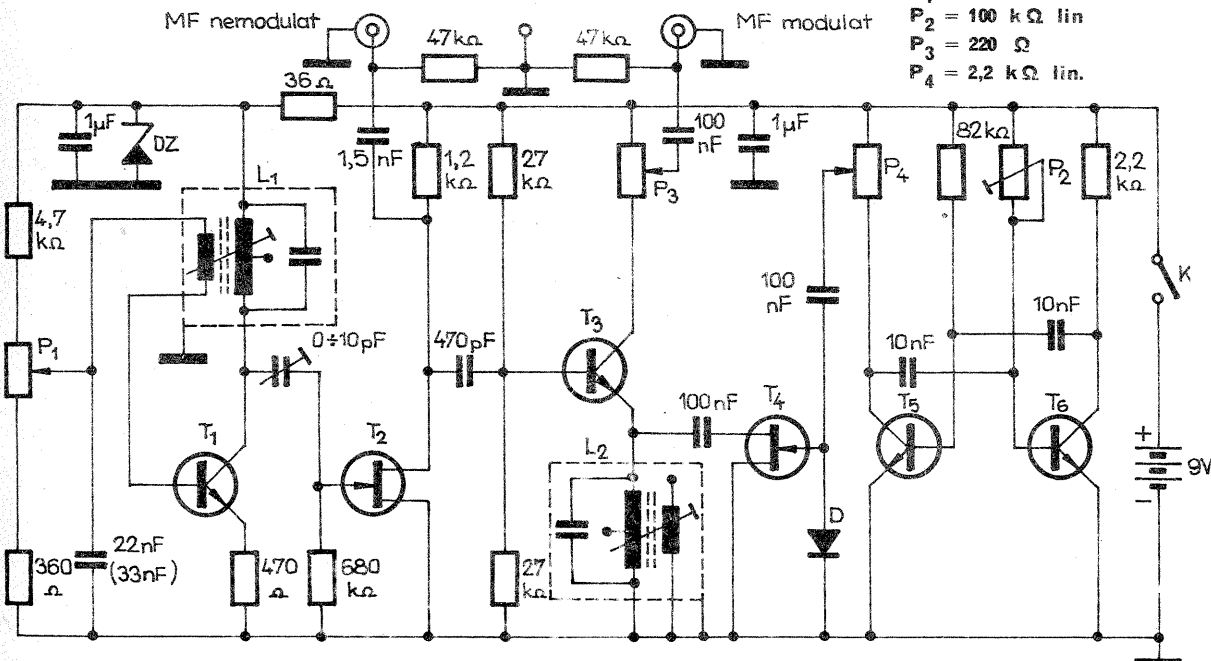 MF nemodulat
MF modulat
P₂ = 100 kΩ lin
P₃ = 220 Ω
P₄ = 2,2 kΩ lin.
47kΩ
47kΩ
36Ω
1µF
DZ
1,5nF
1,2 kΩ
27 kΩ
P₃
100 nF
1µF
P₄
82kΩ
P₂
2,2 kΩ
L₁
4,7 kΩ
P₁
0÷10pF
470pF
T₃
100 nF
10nF
10nF
K
T₁
T₂
100nF
T₄
T₅
T₆
L₂
+
9V
−
D
360 Ω
22nF
(33nF)
470 Ω
680 kΩ
27 kΩ